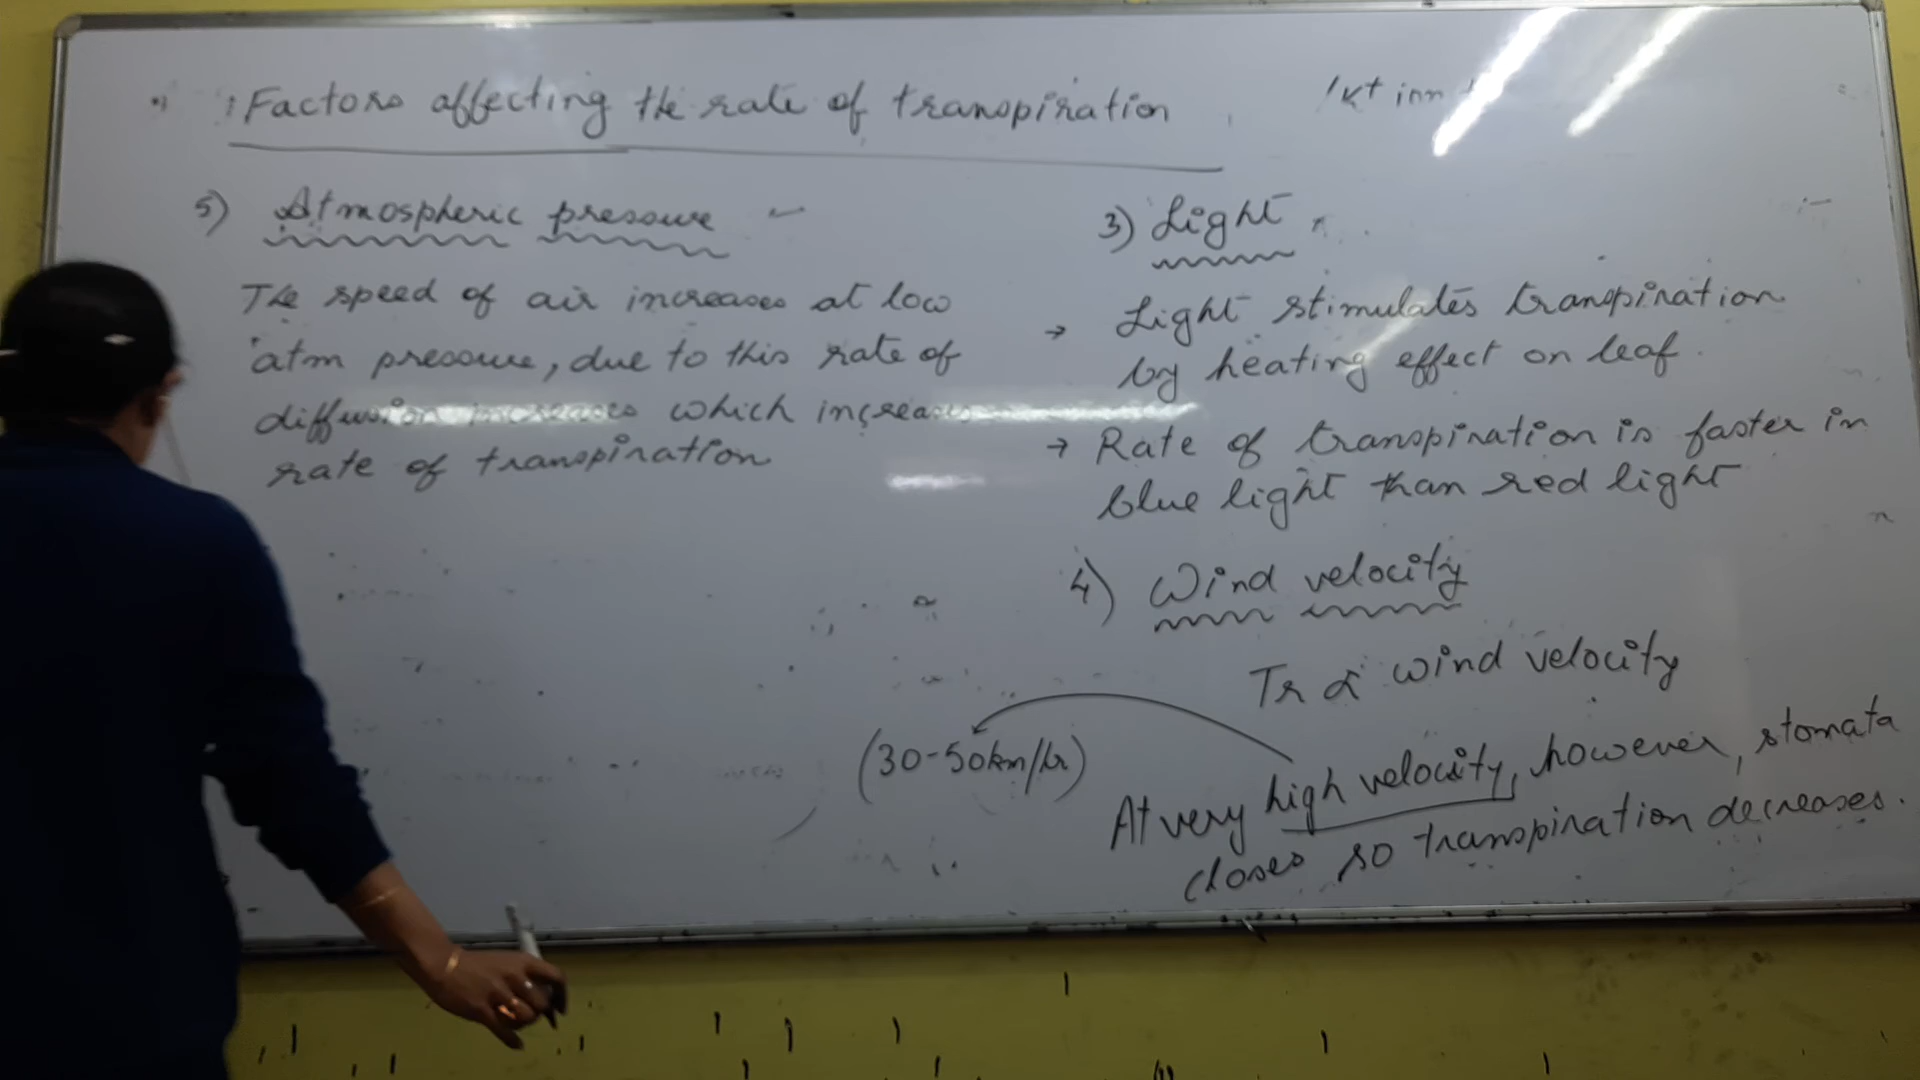 Factors affecting the rate of transpiration
K+ ion
5) Atmospheric pressure
The speed of air increases at low
atm pressure, due to this rate of
diffusion increases which increases
rate of transpiration
3) Light
→ Light stimulates transpiration
by heating effect on leaf.
→ Rate of transpiration is faster in
blue light than red light
4) Wind velocity
Tr α wind velocity
(30-50km/hr)
At very high velocity, however, stomata
closes so transpiration decreases.